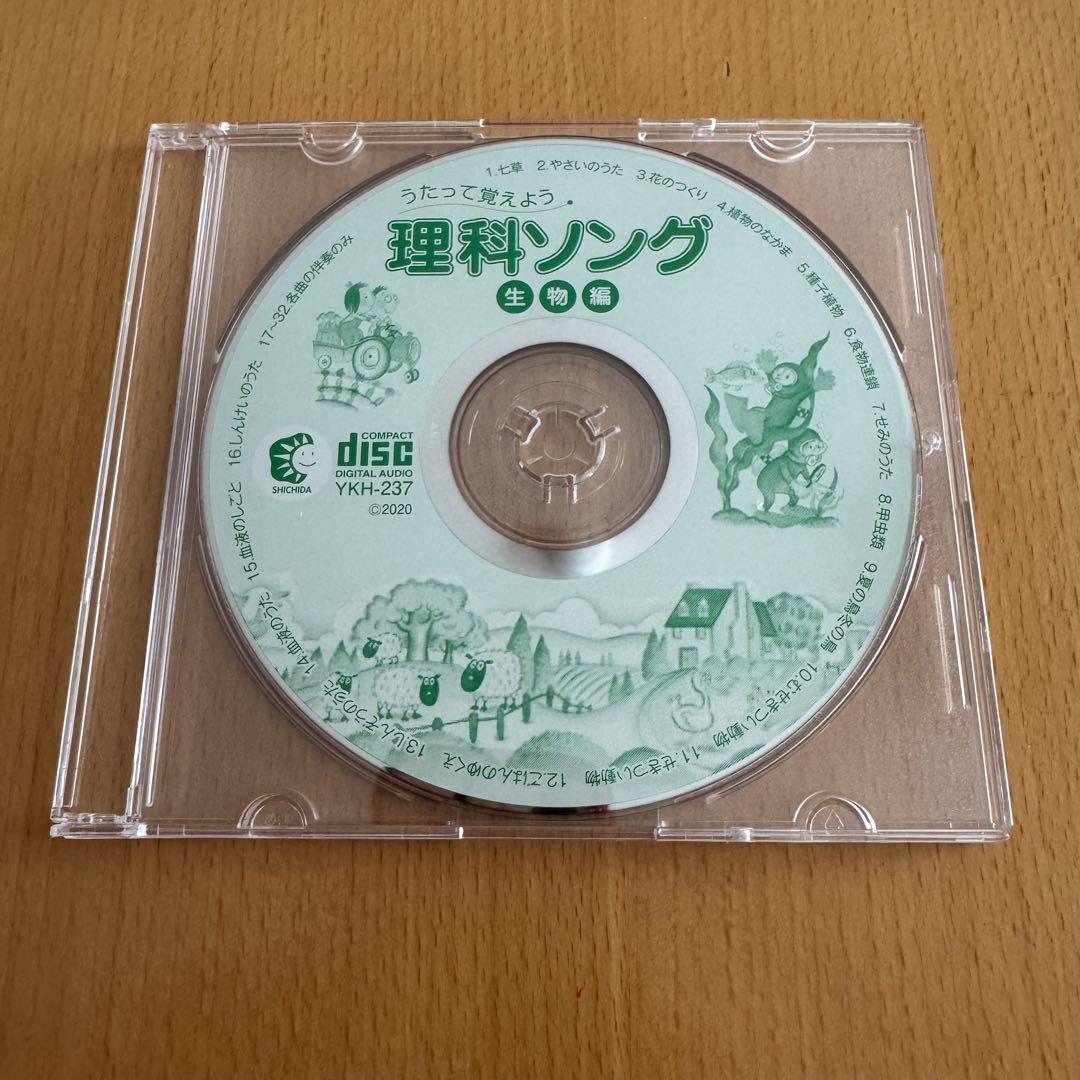 うたって覚えよう
理科ソング
生物編
1.七草 2.やさいのうた 3.花のつくり 4.植物のなかま 5.種子植物 6.食物連鎖 7.せみのうた 8.甲虫類 9.夏の鳥冬の鳥 10.むせきつい動物 11.せきつい動物 12.ごはんのゆくえ 13.しんぞうのうた 14.血液のうた 15.血液のしごと 16.しんけいのうた 17〜32.各曲の伴奏のみ
SHICHIDA
COMPACT
disc
DIGITAL AUDIO
YKH-237
©2020